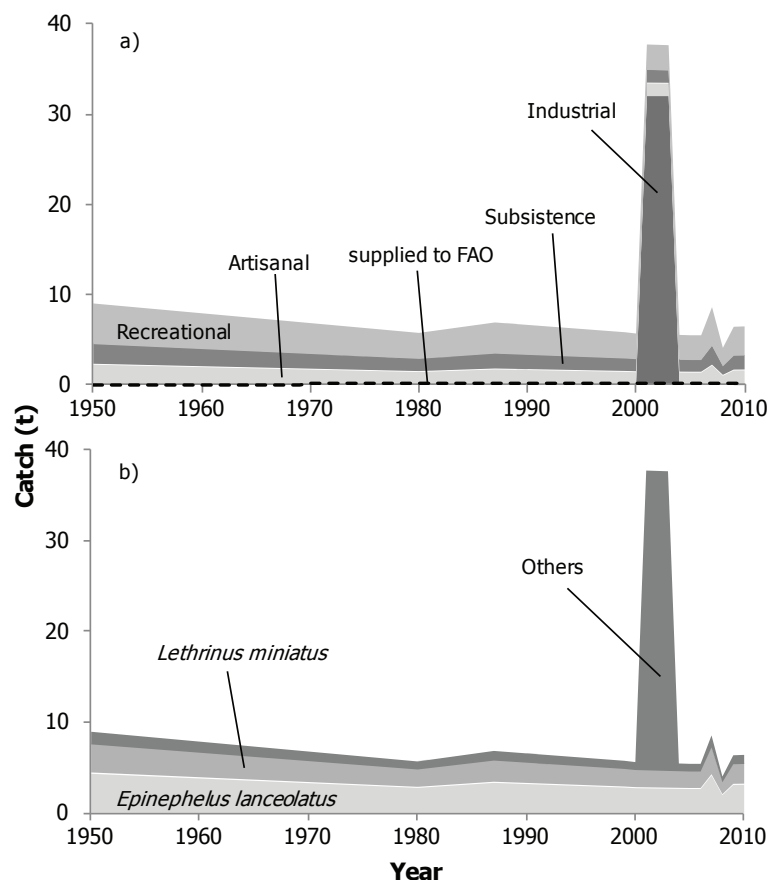 40
a)
30
Industrial
20
Subsistence
Artisanal
supplied to FAO
10
Recreational
0
1950 1960 1970 1980 1990 2000 2010
Catch (t)
40
b)
30
Others
20
Lethrinus miniatus
10
Epinephelus lanceolatus
0
1950 1960 1970 1980 1990 2000 2010
Year